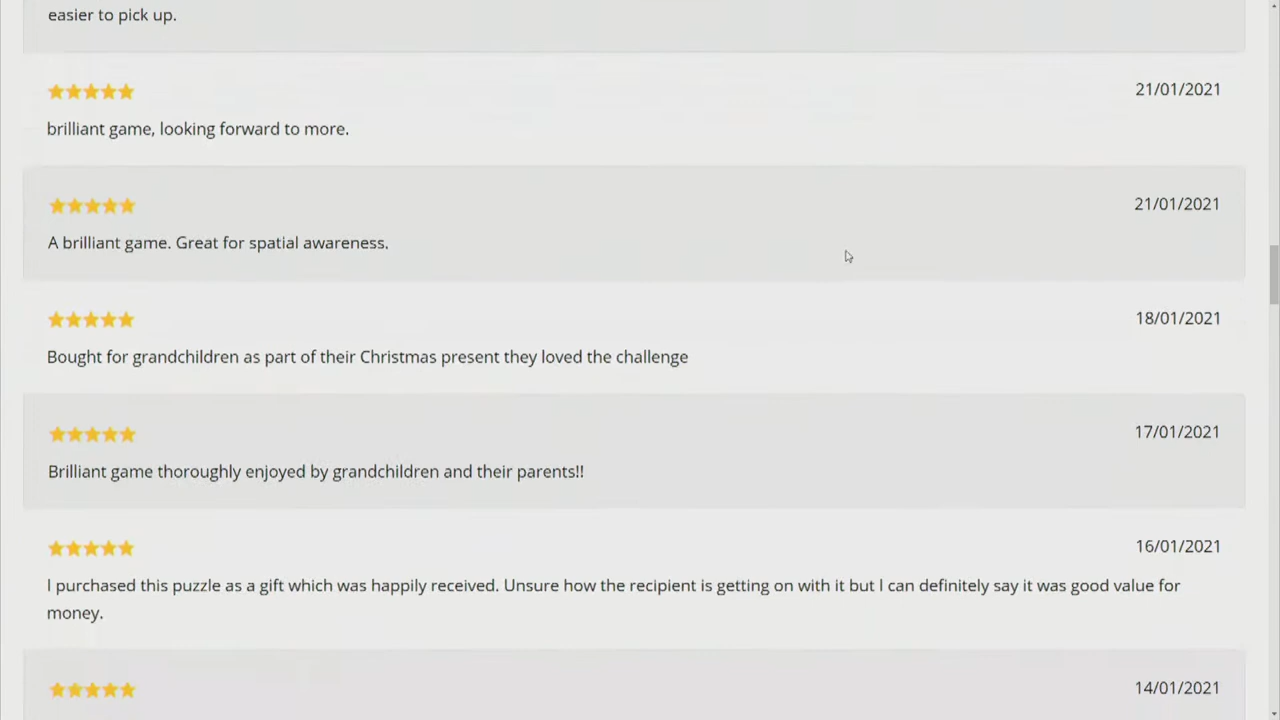 easier to pick up.
21/01/2021
brilliant game, looking forward to more.
21/01/2021
A brilliant game. Great for spatial awareness.
18/01/2021
Bought for grandchildren as part of their Christmas present they loved the challenge
17/01/2021
Brilliant game thoroughly enjoyed by grandchildren and their parents!!
16/01/2021
I purchased this puzzle as a gift which was happily received. Unsure how the recipient is getting on with it but I can definitely say it was good value for
money.
14/01/2021